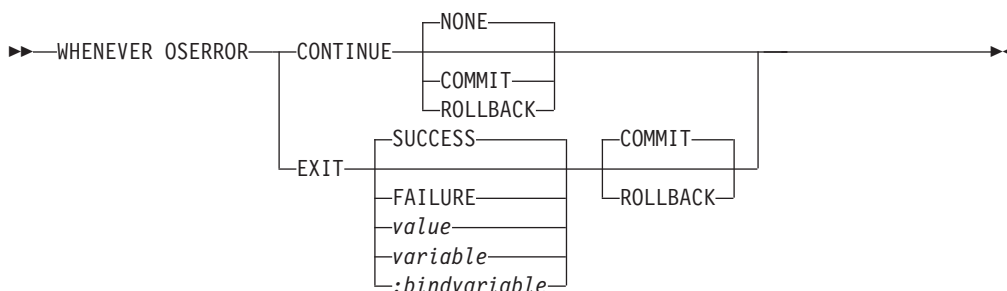 NONE
WHENEVER OSERROR CONTINUE
COMMIT
ROLLBACK
SUCCESS COMMIT
EXIT
FAILURE ROLLBACK
value
variable
:bindvariable